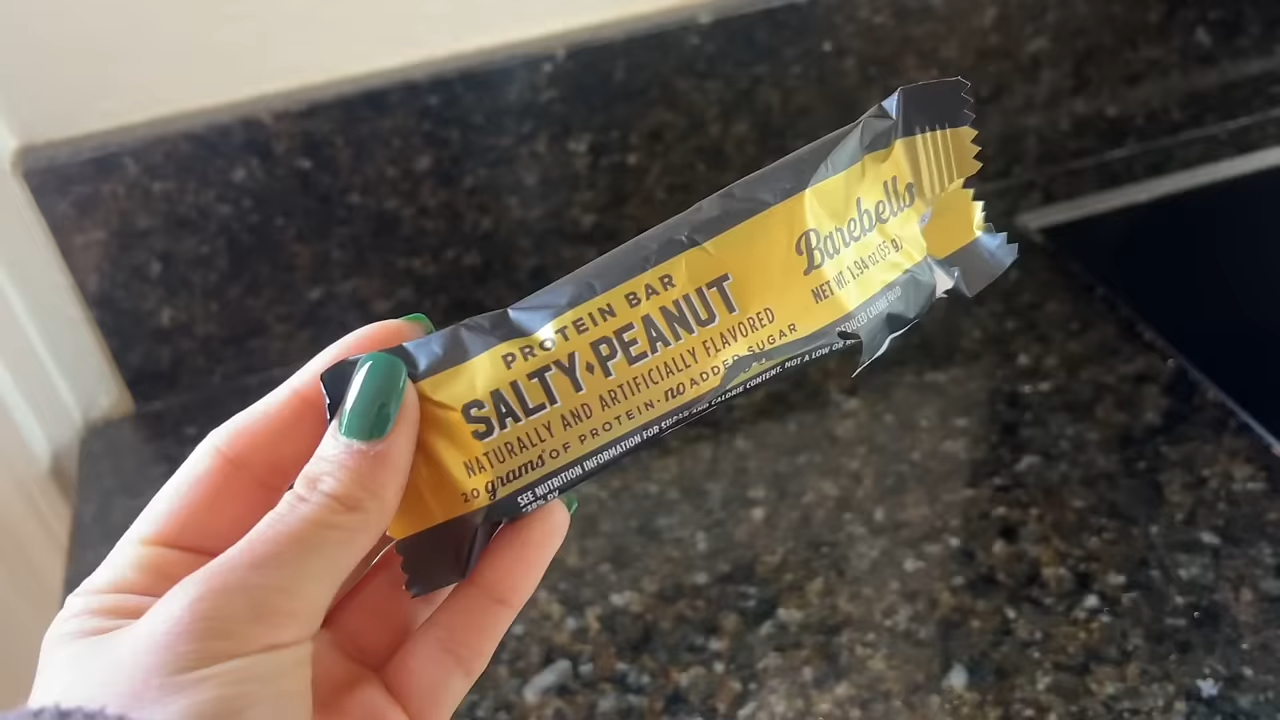 PROTEIN BAR
SALTY·PEANUT
NATURALLY AND ARTIFICIALLY FLAVORED
20 grams* OF PROTEIN · no ADDED SUGAR
SEE NUTRITION INFORMATION FOR SUGAR AND CALORIE CONTENT. NOT A LOW OR
REDUCED CALORIE FOOD
Barebells
NET WT. 1.94 oz (55 g)